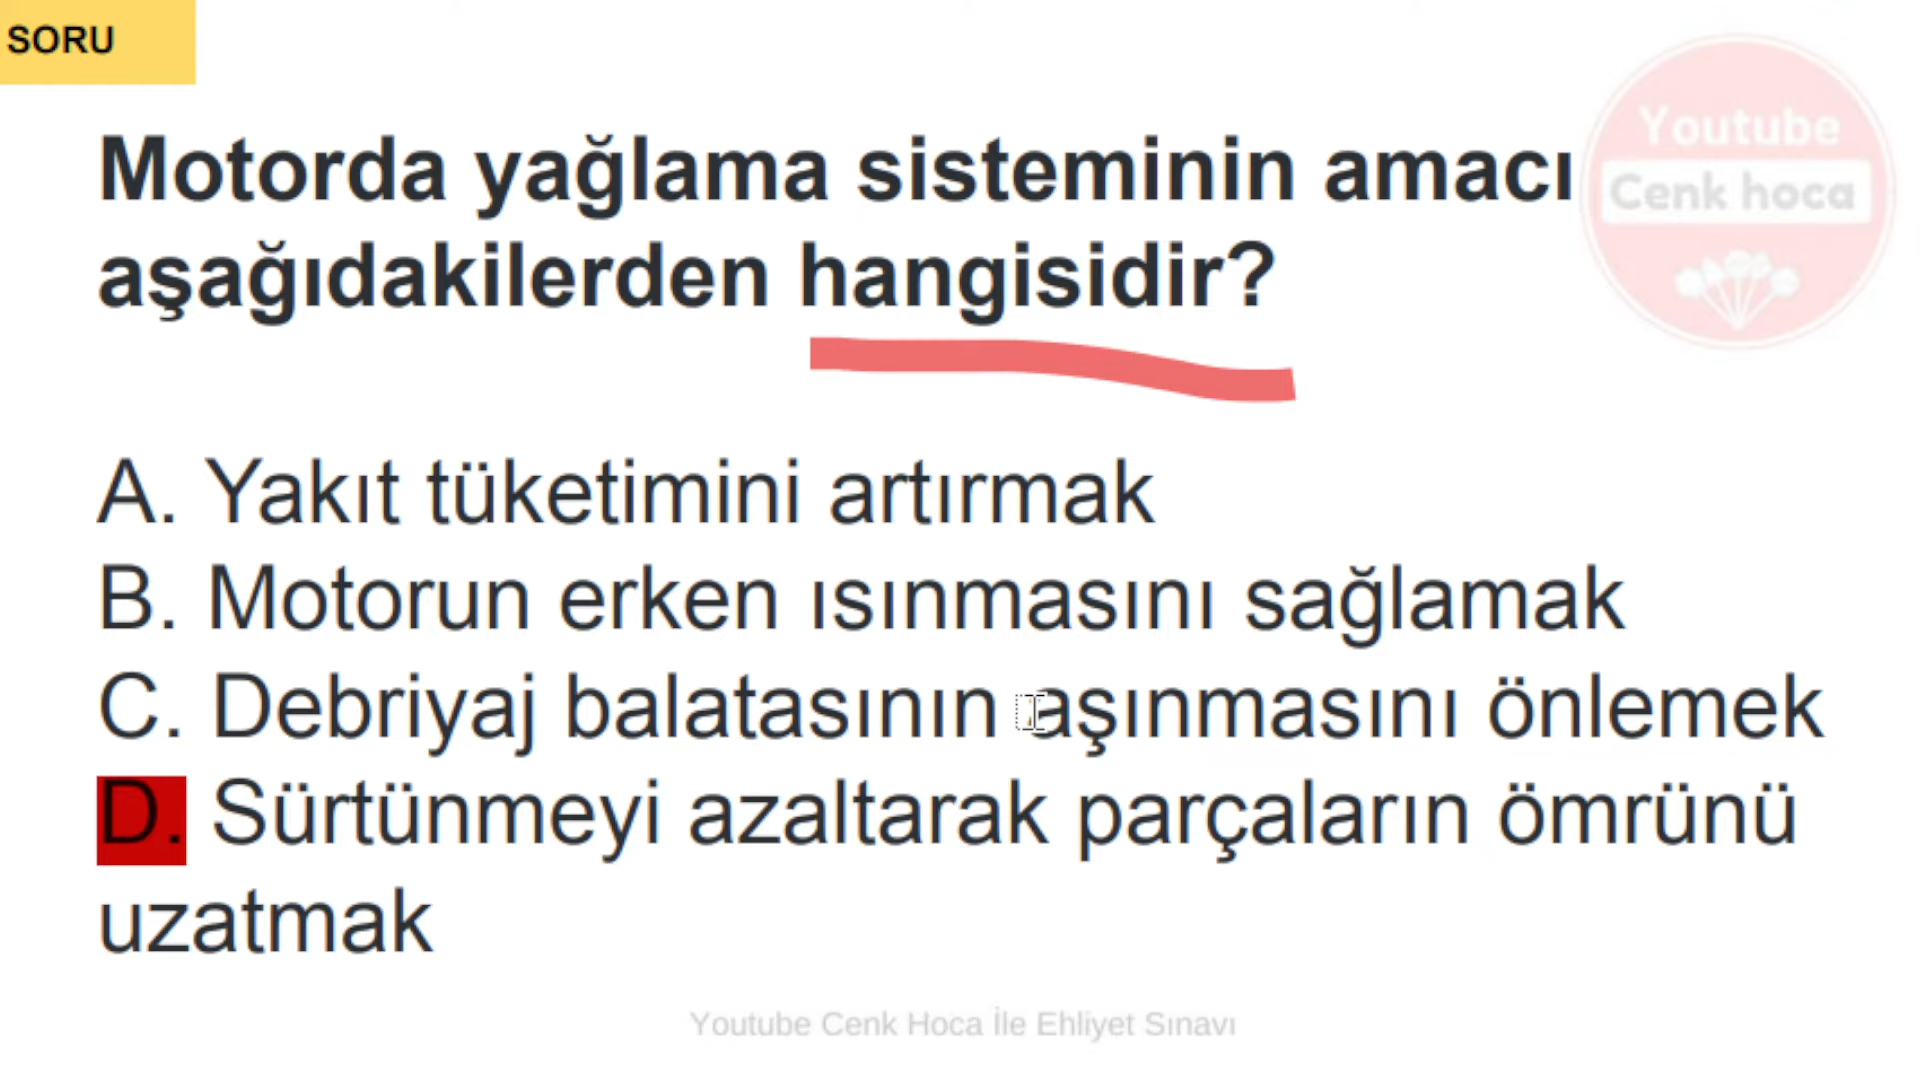 SORU
Youtube
Cenk hoca
Motorda yağlama sisteminin amacı
aşağıdakilerden hangisidir?
A. Yakıt tüketimini artırmak
B. Motorun erken ısınmasını sağlamak
C. Debriyaj balatasının aşınmasını önlemek
D. Sürtünmeyi azaltarak parçaların ömrünü
uzatmak
Youtube Cenk Hoca İle Ehliyet Sınavı